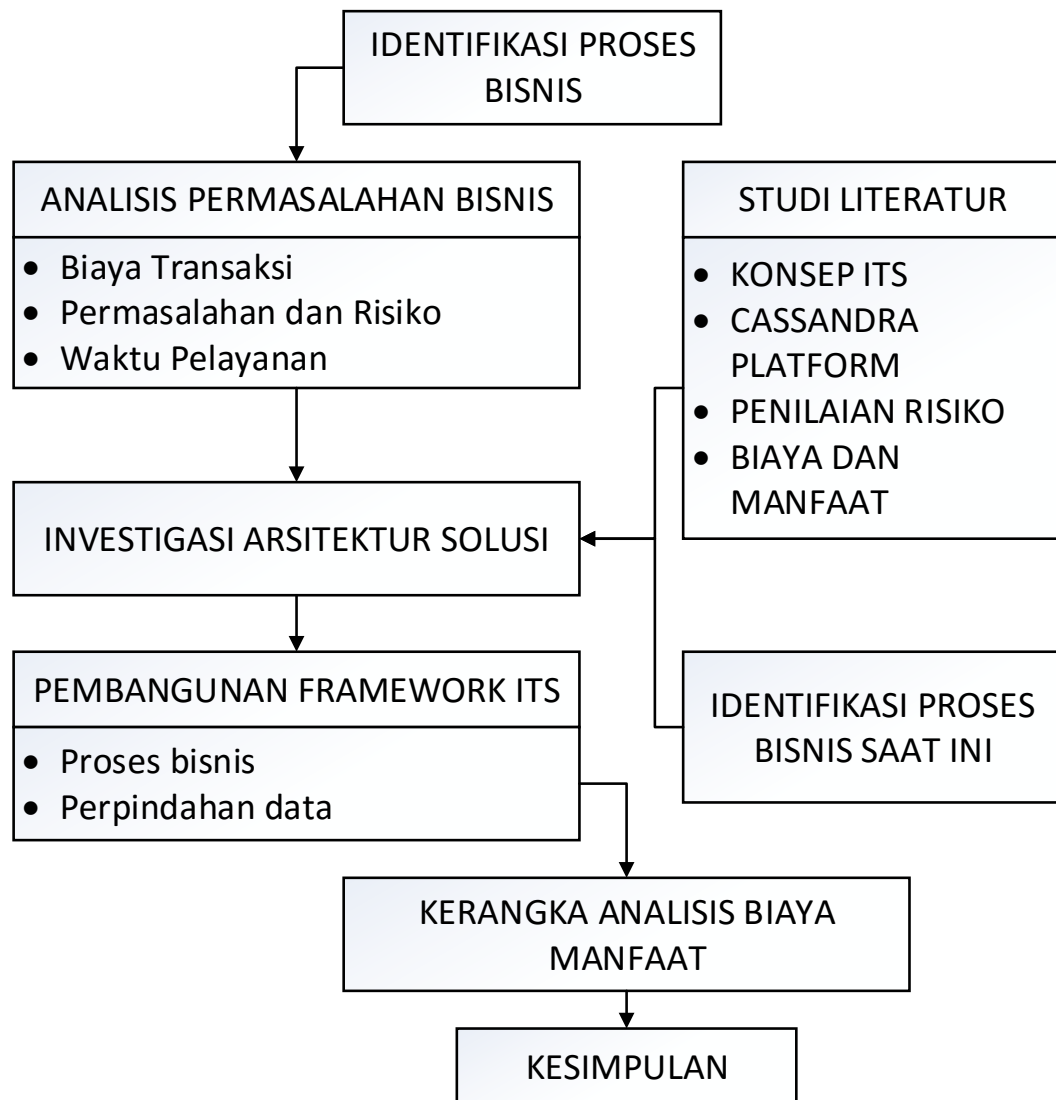 IDENTIFIKASI PROSES
BISNIS
ANALISIS PERMASALAHAN BISNIS
• Biaya Transaksi
• Permasalahan dan Risiko
• Waktu Pelayanan
STUDI LITERATUR
• KONSEP ITS
• CASSANDRA
PLATFORM
• PENILAIAN RISIKO
• BIAYA DAN
MANFAAT
INVESTIGASI ARSITEKTUR SOLUSI
PEMBANGUNAN FRAMEWORK ITS
• Proses bisnis
• Perpindahan data
IDENTIFIKASI PROSES
BISNIS SAAT INI
KERANGKA ANALISIS BIAYA
MANFAAT
KESIMPULAN